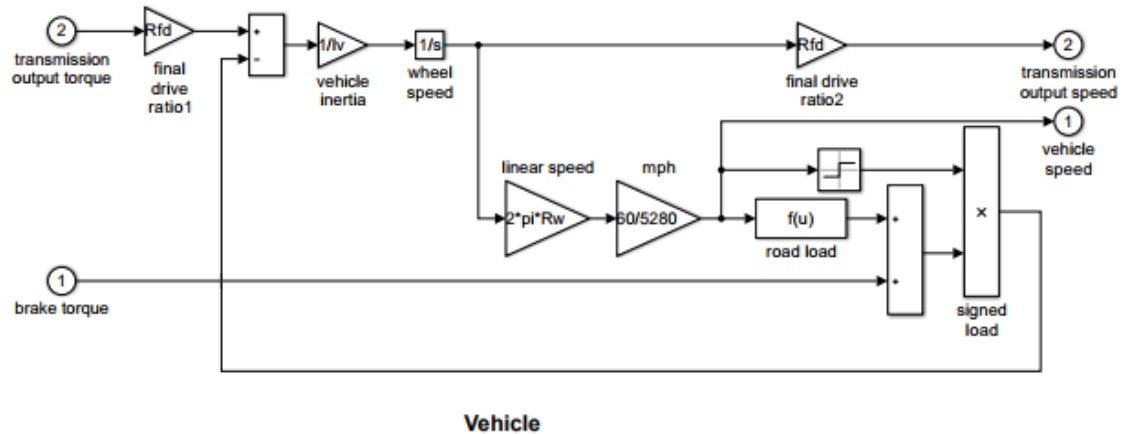 2
transmission
output torque
Rfd
final
drive
ratio1
+
-
1/Iv
vehicle
inertia
1/s
wheel
speed
Rfd
final drive
ratio2
2
transmission
output speed
1
vehicle
speed
linear speed
2*pi*Rw
mph
60/5280
f(u)
road load
+
+
×
signed
load
1
brake torque
Vehicle